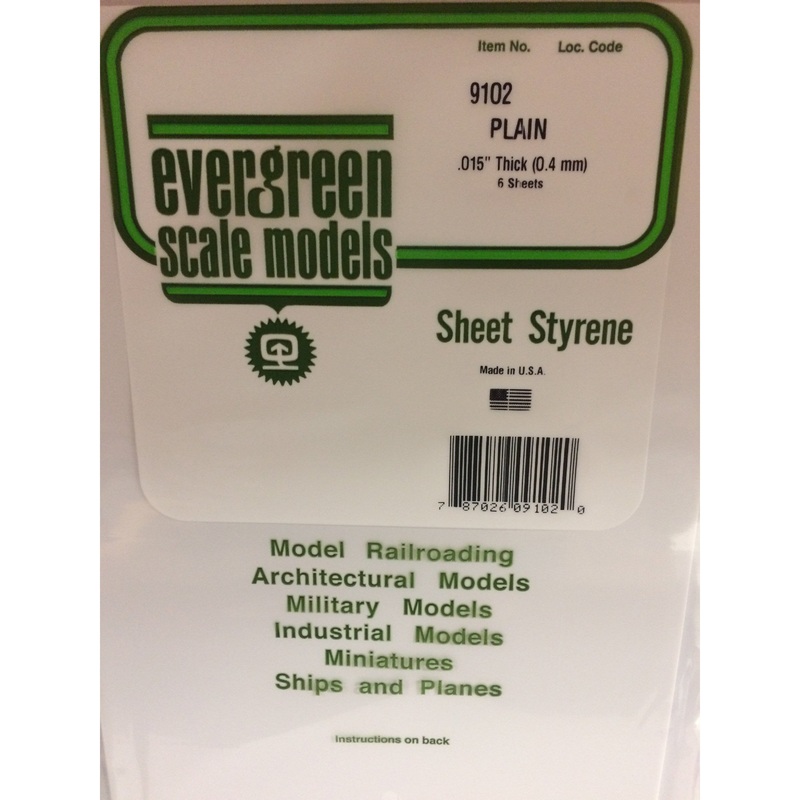 Item No. Loc. Code
9102
PLAIN
.015" Thick (0.4 mm)
6 Sheets
evergreen
scale models
Sheet Styrene
Made in U.S.A.
7 87026 09102 0
Model Railroading
Architectural Models
Military Models
Industrial Models
Miniatures
Ships and Planes
Instructions on back